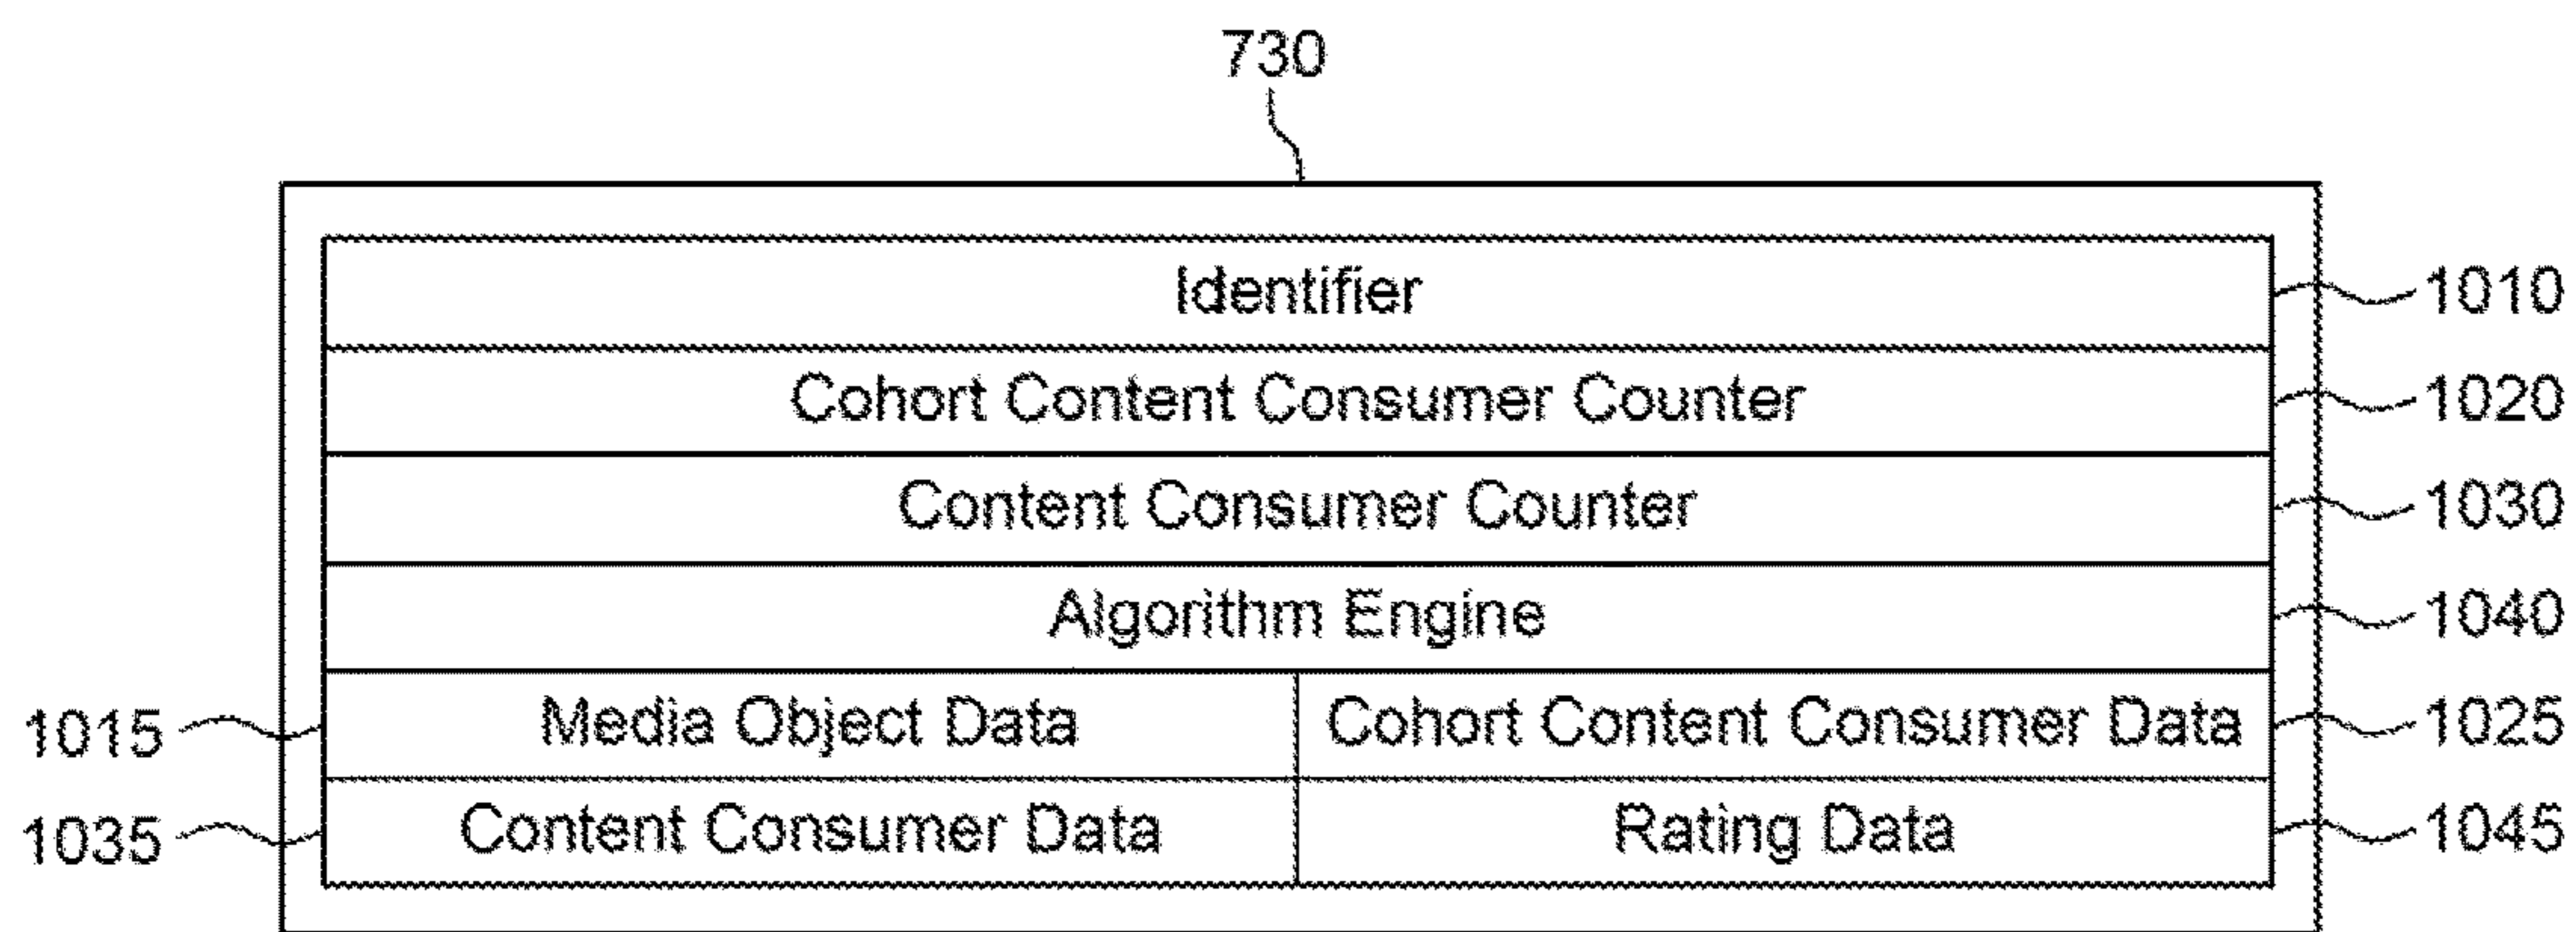 730
Identifier 1010
Cohort Content Consumer Counter 1020
Content Consumer Counter 1030
Algorithm Engine 1040
1015 Media Object Data Cohort Content Consumer Data 1025
1035 Content Consumer Data Rating Data 1045